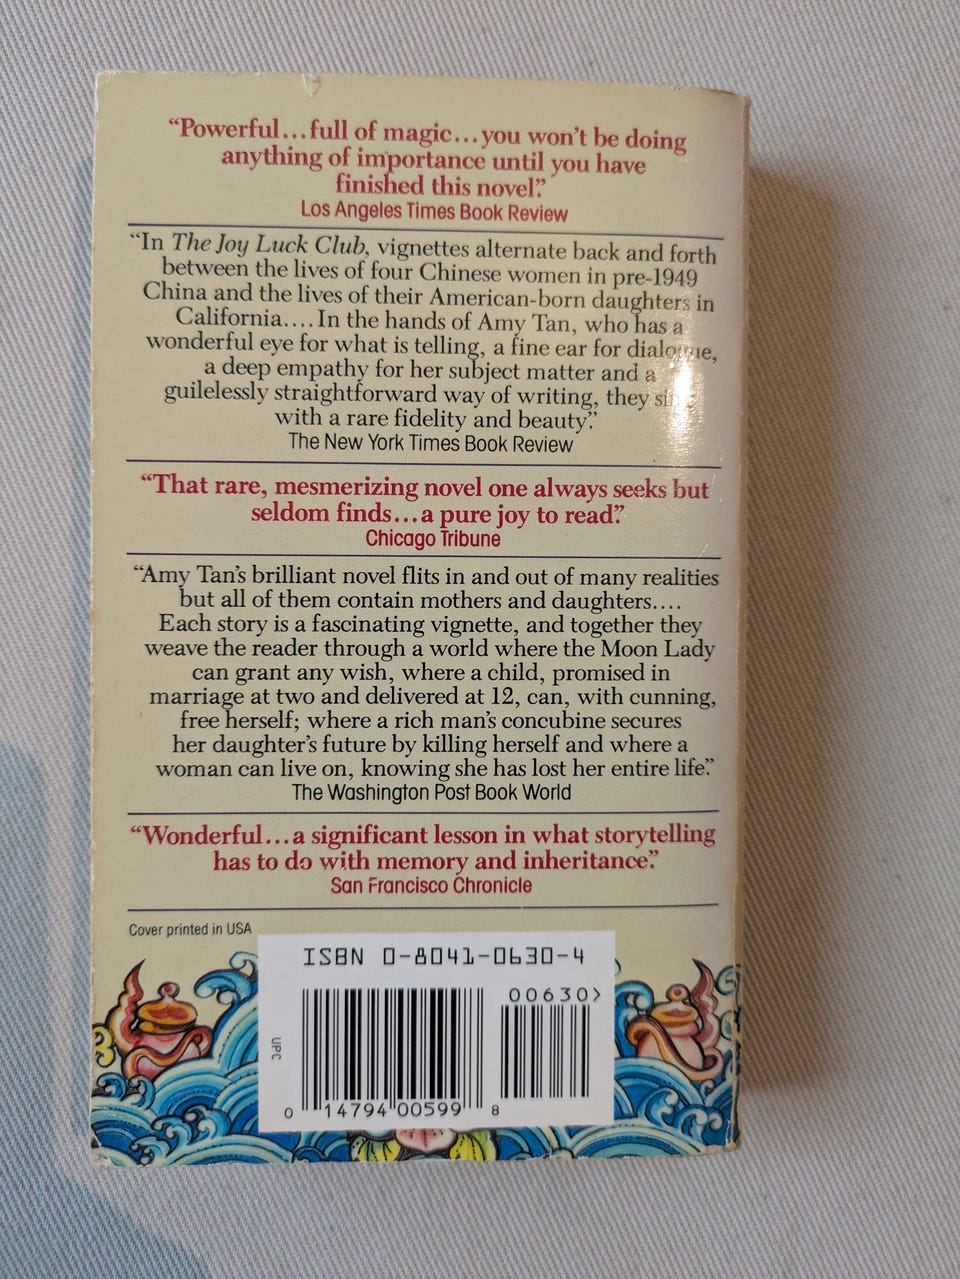 “Powerful...full of magic...you won't be doing
anything of importance until you have
finished this novel.”
Los Angeles Times Book Review
“In The Joy Luck Club, vignettes alternate back and forth
between the lives of four Chinese women in pre-1949
China and the lives of their American-born daughters in
California.... In the hands of Amy Tan, who has a
wonderful eye for what is telling, a fine ear for dialogue,
a deep empathy for her subject matter and a
guilelessly straightforward way of writing, they
with a rare fidelity and beauty.”
The New York Times Book Review
“That rare, mesmerizing novel one always seeks but
seldom finds...a pure joy to read.”
Chicago Tribune
“Amy Tan's brilliant novel flits in and out of many realities
but all of them contain mothers and daughters....
Each story is a fascinating vignette, and together they
weave the reader through a world where the Moon Lady
can grant any wish, where a child, promised in
marriage at two and delivered at 12, can, with cunning,
free herself; where a rich man's concubine secures
her daughter's future by killing herself and where a
woman can live on, knowing she has lost her entire life.”
The Washington Post Book World
“Wonderful...a significant lesson in what storytelling
has to do with memory and inheritance.”
San Francisco Chronicle
Cover printed in USA
ISBN 0-8041-0630-4
00630>
UPC
0 14794 00599 8